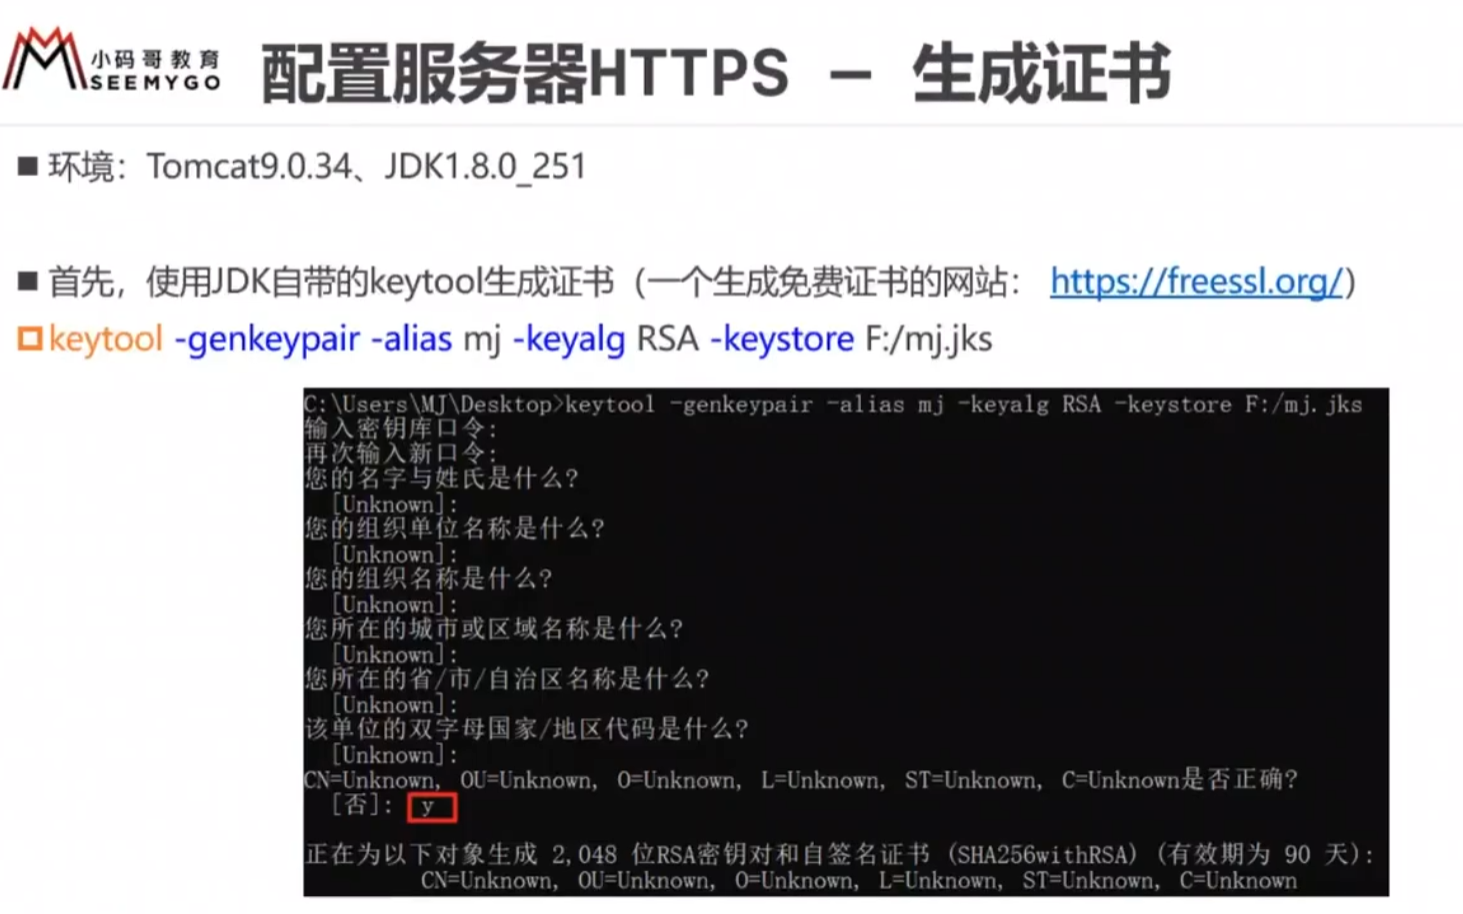 小码哥教育
SEEMYGO
配置服务器HTTPS － 生成证书
环境：Tomcat9.0.34、JDK1.8.0_251
首先，使用JDK自带的keytool生成证书（一个生成免费证书的网站： https://freessl.org/）
keytool -genkeypair -alias mj -keyalg RSA -keystore F:/mj.jks
C:\Users\MJ\Desktop>keytool -genkeypair -alias mj -keyalg RSA -keystore F:/mj.jks
输入密钥库口令:
再次输入新口令:
您的名字与姓氏是什么?
[Unknown]:
您的组织单位名称是什么?
[Unknown]:
您的组织名称是什么?
[Unknown]:
您所在的城市或区域名称是什么?
[Unknown]:
您所在的省/市/自治区名称是什么?
[Unknown]:
该单位的双字母国家/地区代码是什么?
[Unknown]:
CN=Unknown, OU=Unknown, O=Unknown, L=Unknown, ST=Unknown, C=Unknown是否正确?
[否]: y
正在为以下对象生成 2,048 位RSA密钥对和自签名证书 (SHA256withRSA) (有效期为 90 天):
CN=Unknown, OU=Unknown, O=Unknown, L=Unknown, ST=Unknown, C=Unknown